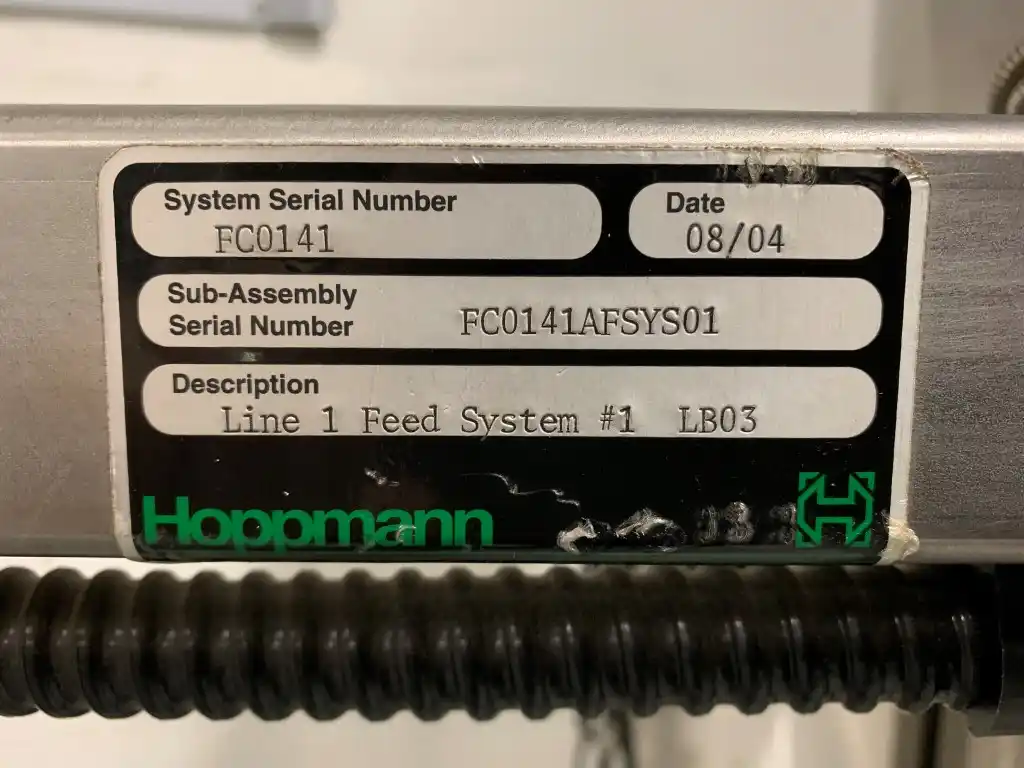 System Serial Number
FC0141
Date
08/04
Sub-Assembly
Serial Number
FC0141AFSYS01
Description
Line 1 Feed System #1 LB03
Hoppmann
H